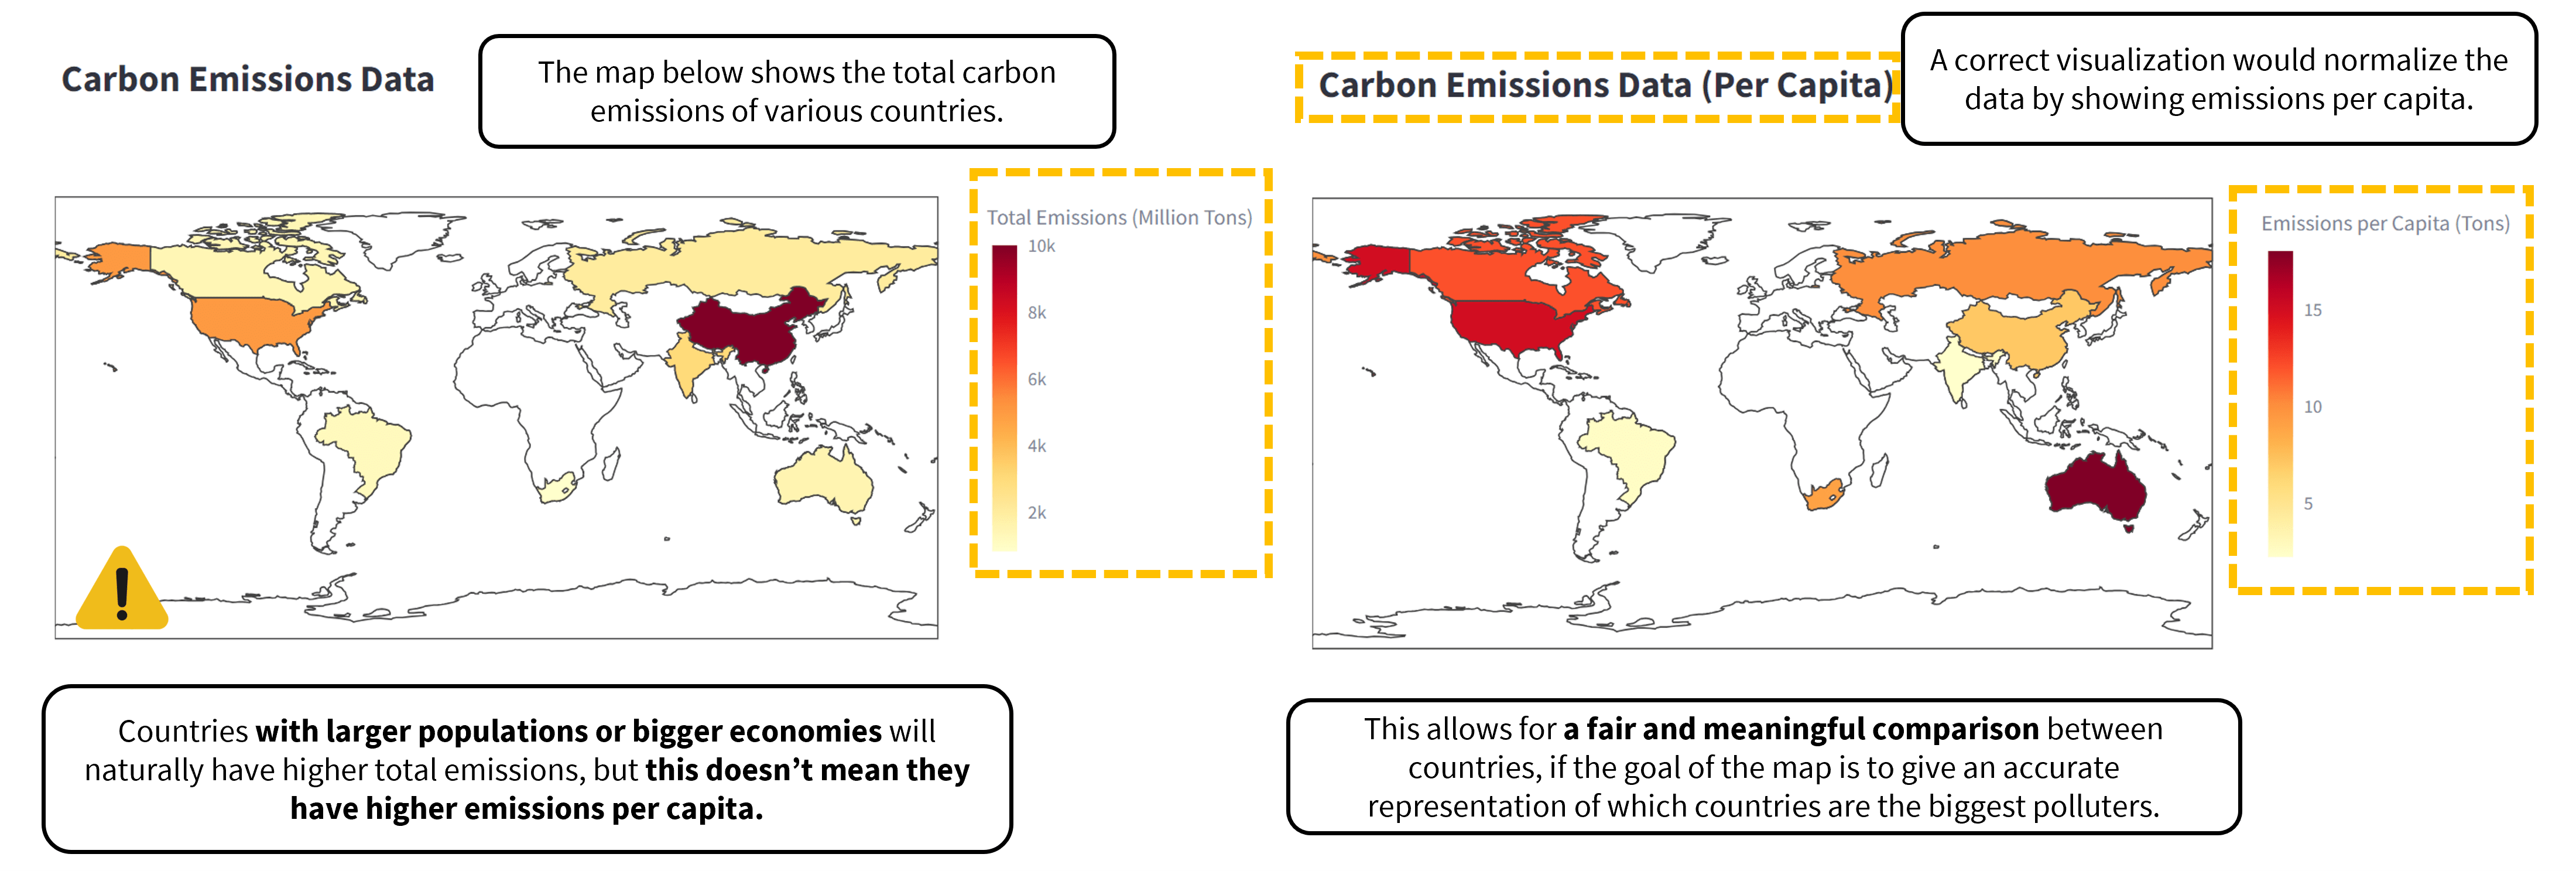 Carbon Emissions Data
The map below shows the total carbon
emissions of various countries.
Total Emissions (Million Tons)
10k
8k
6k
4k
2k
Countries with larger populations or bigger economies will
naturally have higher total emissions, but this doesn’t mean they
have higher emissions per capita.
Carbon Emissions Data (Per Capita)
A correct visualization would normalize the
data by showing emissions per capita.
Emissions per Capita (Tons)
15
10
5
This allows for a fair and meaningful comparison between
countries, if the goal of the map is to give an accurate
representation of which countries are the biggest polluters.